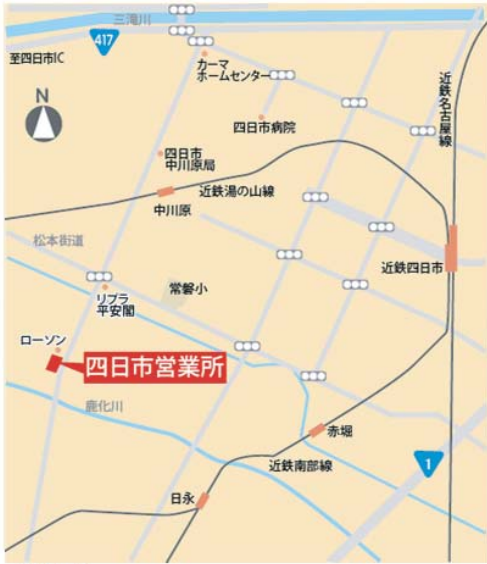 三滝川
417
至四日市IC
カーマ
ホームセンター
近鉄名古屋線
N
四日市病院
四日市
中川原局
近鉄湯の山線
中川原
松本街道
近鉄四日市
常磐小
リブラ
平安閣
ローソン
四日市営業所
鹿化川
赤堀
1
近鉄南部線
日永